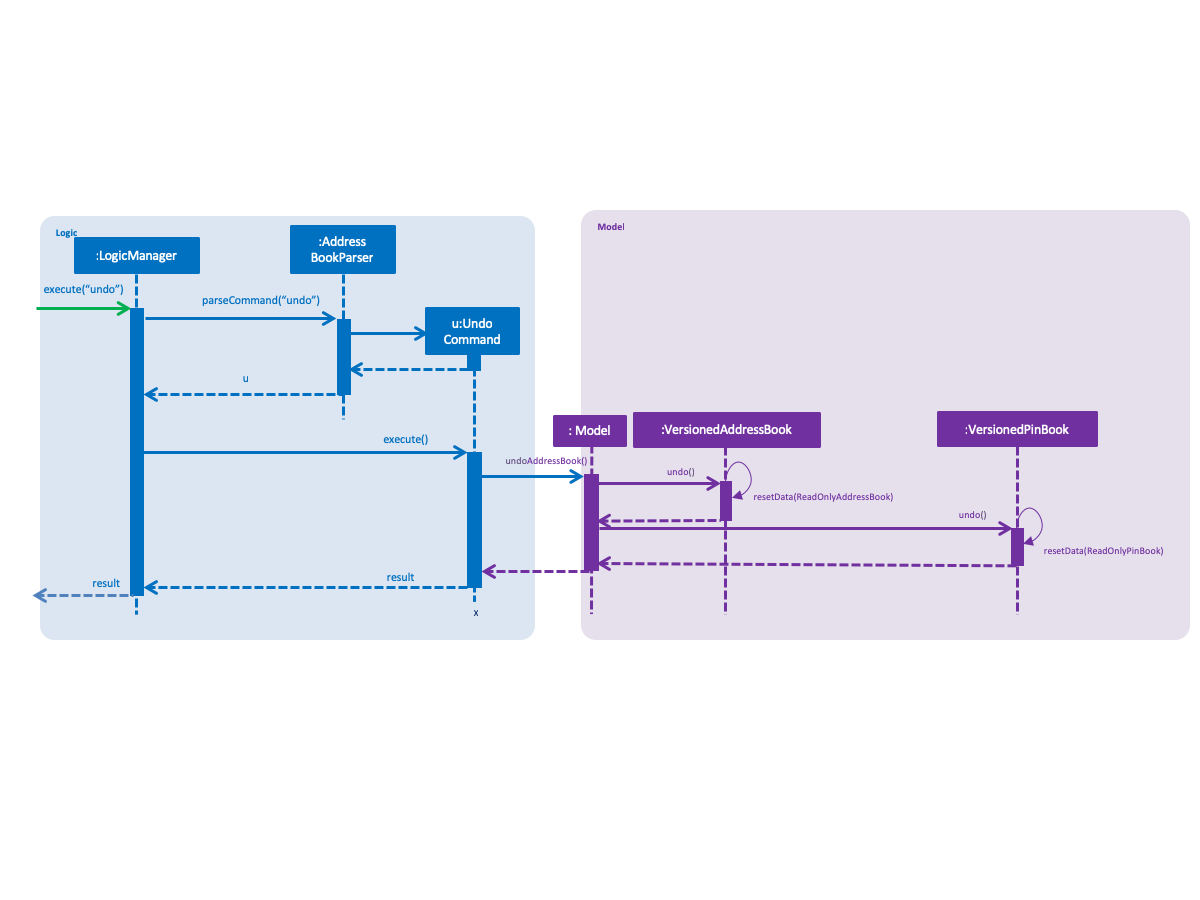 Logic
Model
:LogicManager
:Address
BookParser
execute(“undo”)
parseCommand(“undo”)
u:Undo
Command
u
: Model
:VersionedAddressBook
:VersionedPinBook
execute()
undoAddressBook()
undo()
resetData(ReadOnlyAddressBook)
undo()
resetData(ReadOnlyPinBook)
result
result
x